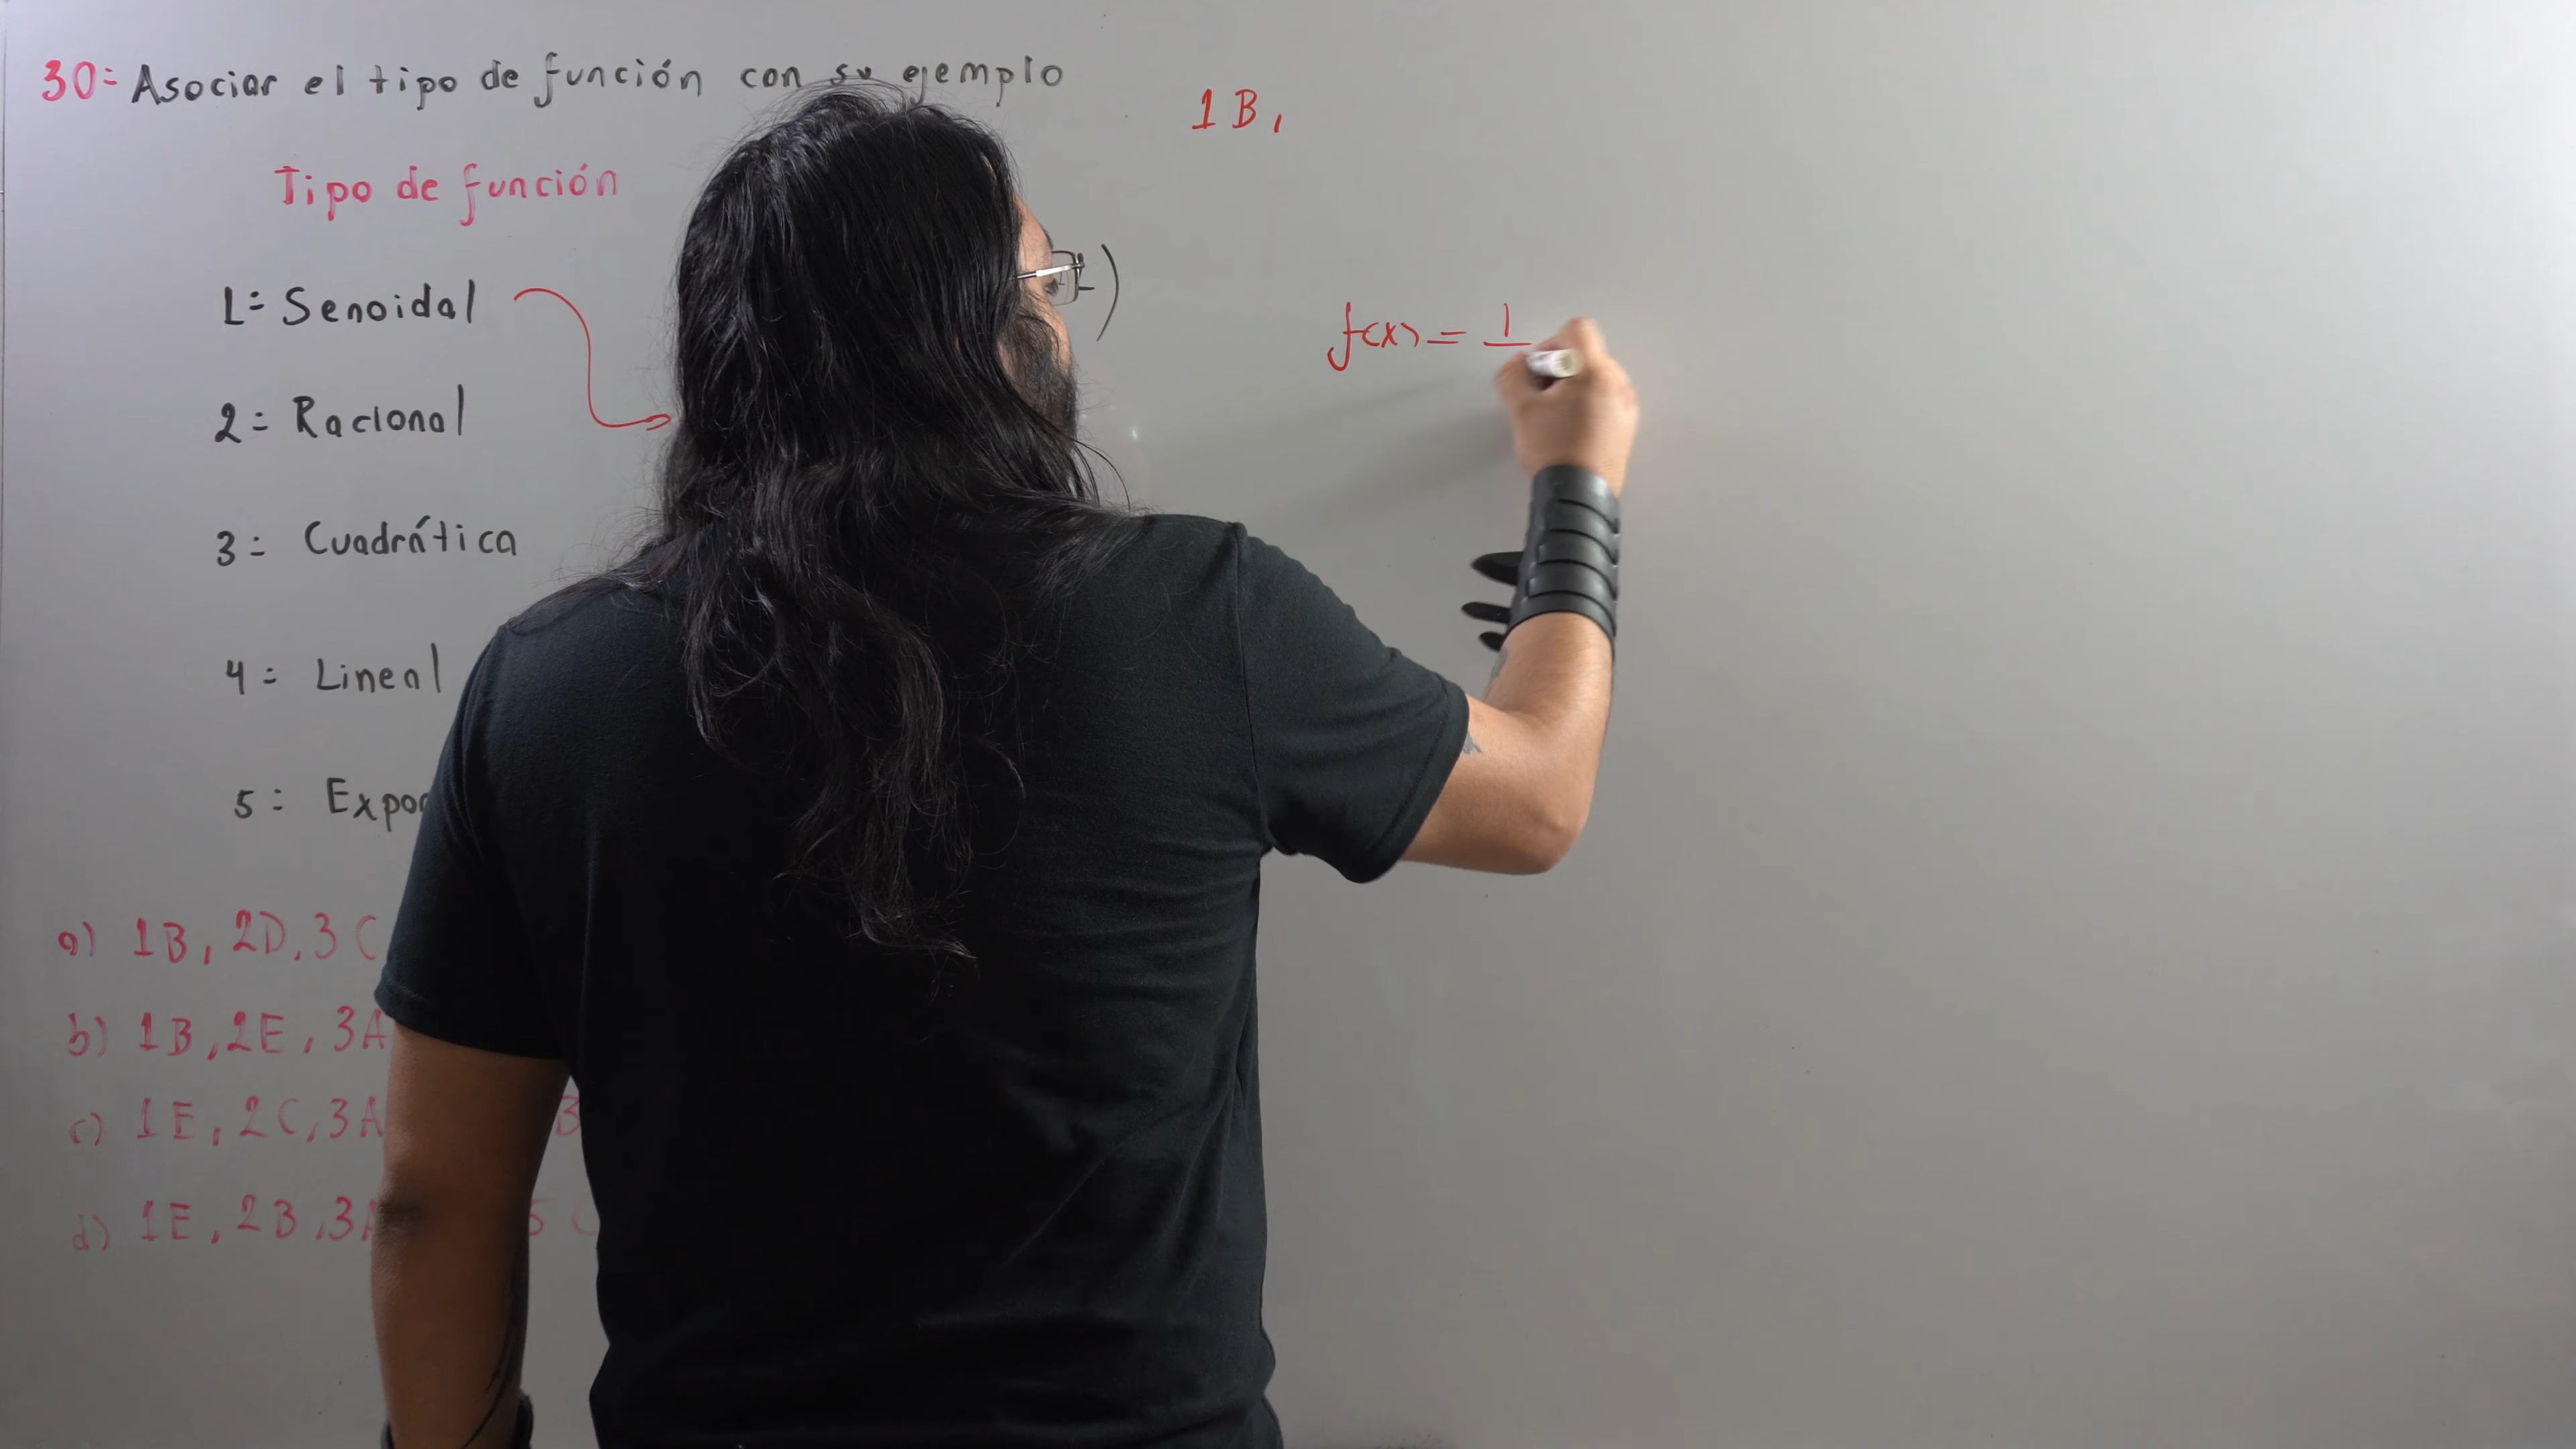 30= Asociar el tipo de función con su ejemplo
1B,
Tipo de función
1= Senoidal
)
f(x) = 1
2= Racional
3= Cuadrática
4= Lineal
5=
a) 1B, 2D, 3C
b) 1B, 2E, 3A
c) 1E, 2C, 3A B
d) 1E, 2B, 3A 5C